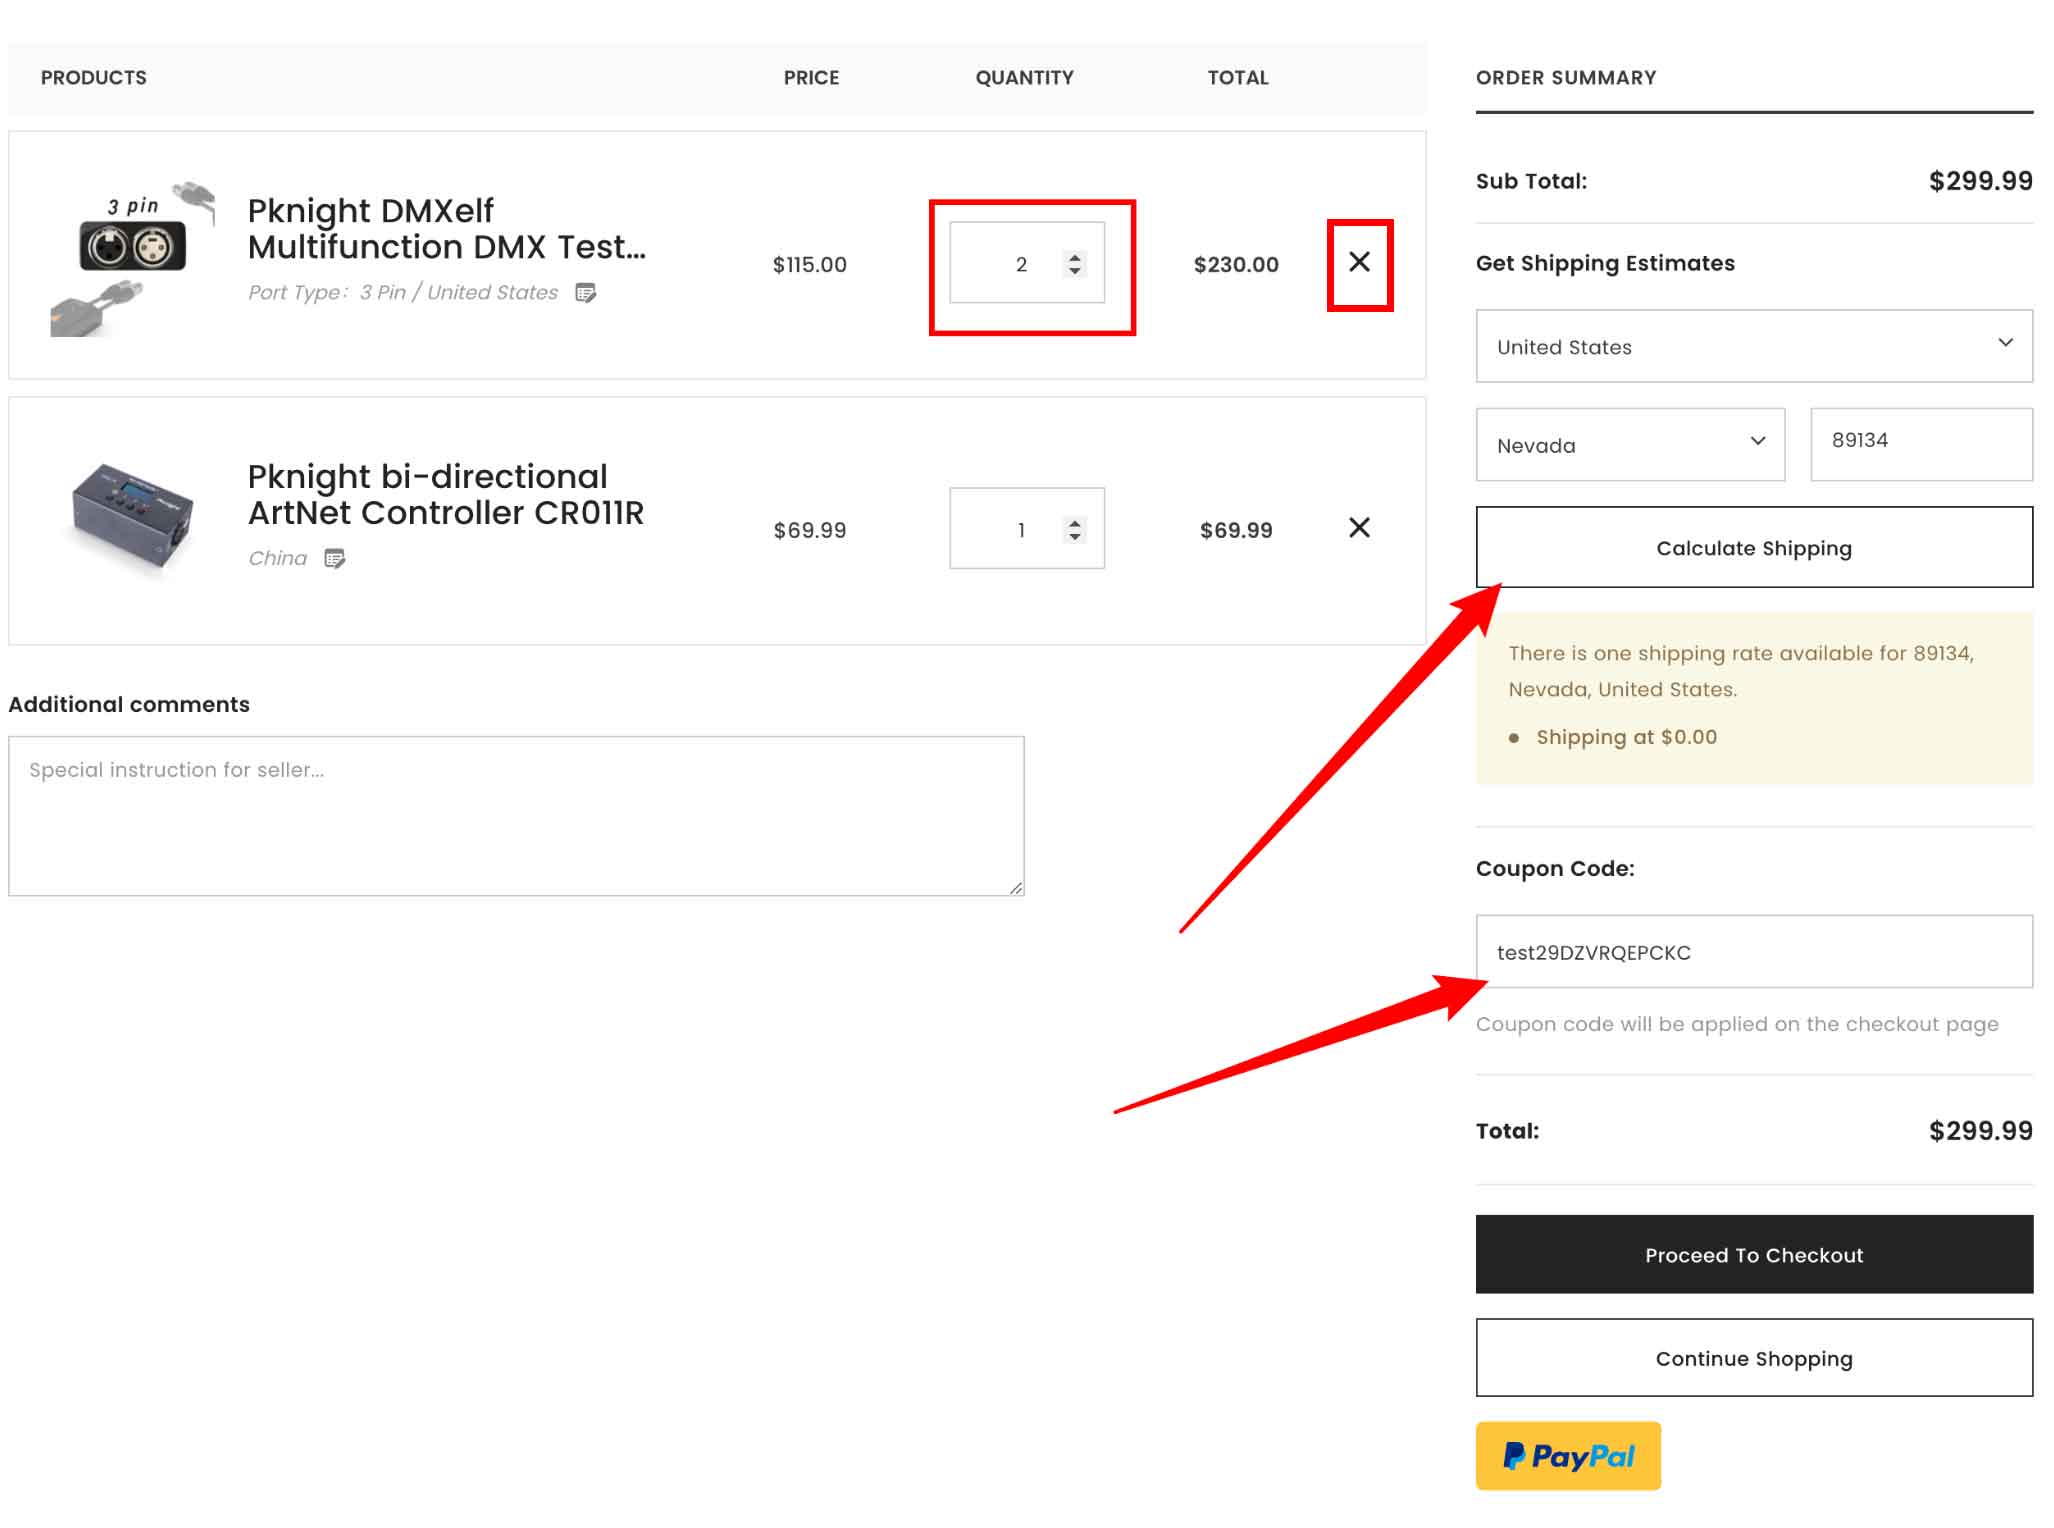 PRODUCTS
PRICE
QUANTITY
TOTAL
3 pin
Pknight DMXelf
Multifunction DMX Test...
Port Type: 3 Pin / United States
$115.00
2
$230.00
Pknight bi-directional
ArtNet Controller CR011R
China
$69.99
1
$69.99
Additional comments
Special instruction for seller...
ORDER SUMMARY
Sub Total:
$299.99
Get Shipping Estimates
United States
Nevada
89134
Calculate Shipping
There is one shipping rate available for 89134,
Nevada, United States.
Shipping at $0.00
Coupon Code:
test29DZVRQEPCKC
Coupon code will be applied on the checkout page
Total:
$299.99
Proceed To Checkout
Continue Shopping
PayPal